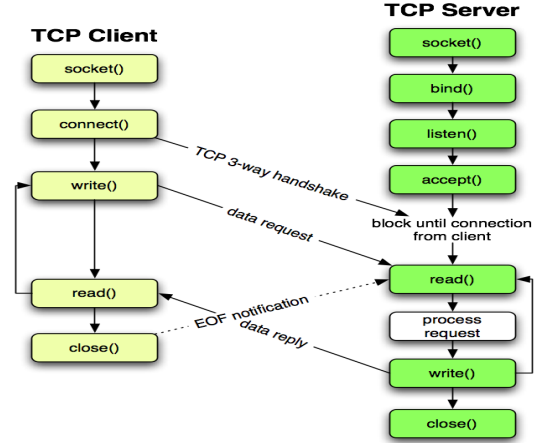 TCP Client
socket()
connect()
write()
read()
close()
TCP 3-way handshake
data request
EOF notification
data reply
TCP Server
socket()
bind()
listen()
accept()
block until connection
from client
read()
process
request
write()
close()